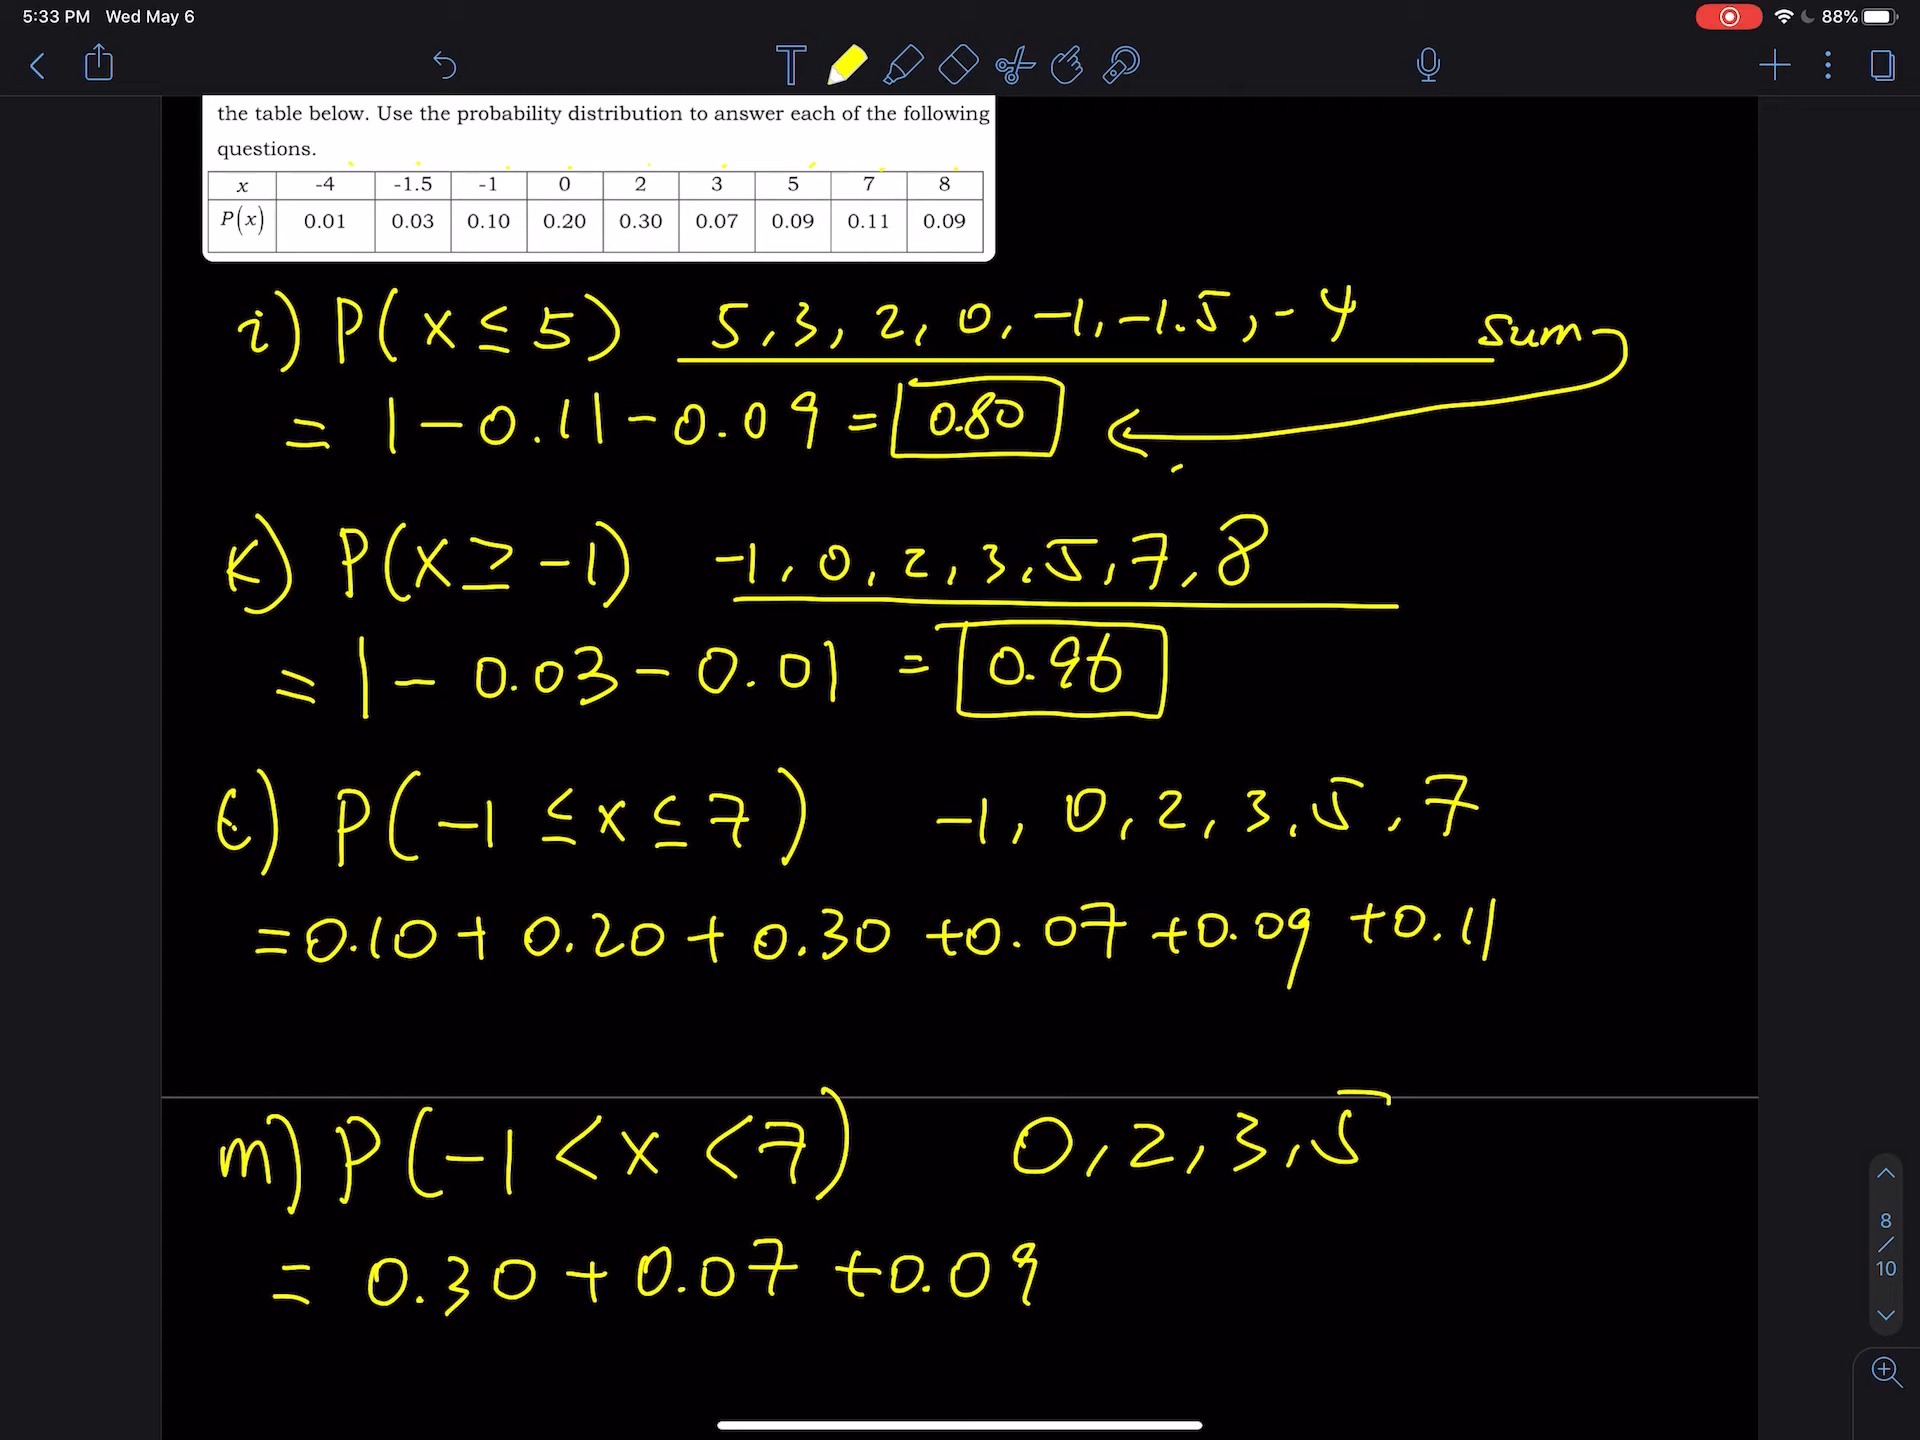 5:33 PM Wed May 6
88%
the table below. Use the probability distribution to answer each of the following
questions.
x -4 -1.5 -1 0 2 3 5 7 8
P(x) 0.01 0.03 0.10 0.20 0.30 0.07 0.09 0.11 0.09
i) P(x ≤ 5) 5, 3, 2, 0, -1, -1.5, -4 sum
= 1 - 0.11 - 0.09 = 0.80
k) P(x ≥ -1) -1, 0, 2, 3, 5, 7, 8
= 1 - 0.03 - 0.01 = 0.96
l) P(-1 ≤ x ≤ 7) -1, 0, 2, 3, 5, 7
= 0.10 + 0.20 + 0.30 + 0.07 + 0.09 + 0.11
m) P(-1 < x < 7) 0, 2, 3, 5
= 0.30 + 0.07 + 0.09
8
/
10